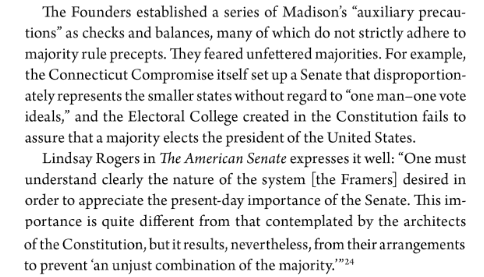 The Founders established a series of Madison's “auxiliary precau-
tions” as checks and balances, many of which do not strictly adhere to
majority rule precepts. They feared unfettered majorities. For example,
the Connecticut Compromise itself set up a Senate that disproportion-
ately represents the smaller states without regard to “one man–one vote
ideals,” and the Electoral College created in the Constitution fails to
assure that a majority elects the president of the United States.
Lindsay Rogers in The American Senate expresses it well: “One must
understand clearly the nature of the system [the Framers] desired in
order to appreciate the present-day importance of the Senate. This im-
portance is quite different from that contemplated by the architects
of the Constitution, but it results, nevertheless, from their arrangements
to prevent ‘an unjust combination of the majority.’”24